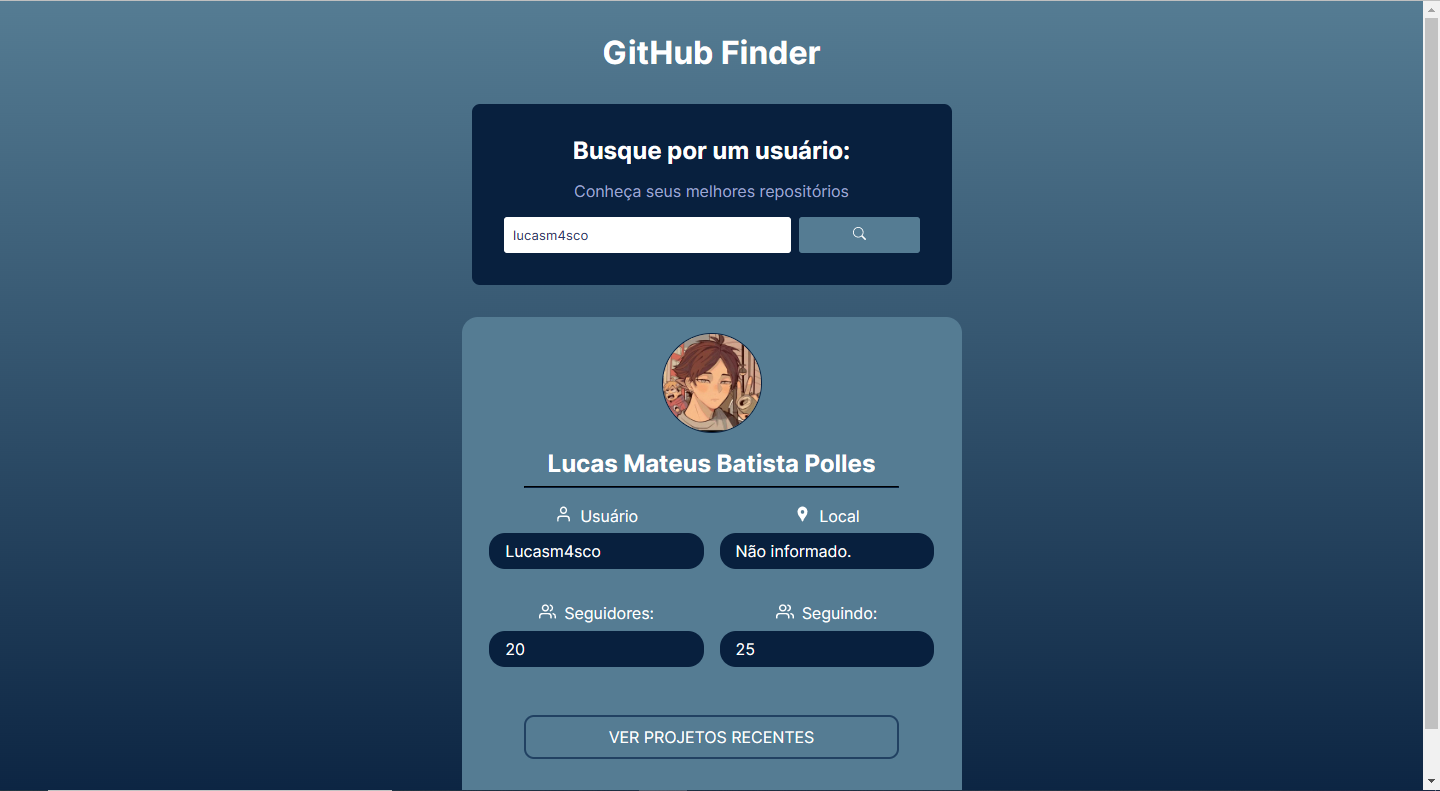 GitHub Finder
Busque por um usuário:
Conheça seus melhores repositórios
lucasm4sco
Lucas Mateus Batista Polles
Usuário
Local
Lucasm4sco
Não informado.
Seguidores:
Seguindo:
20
25
VER PROJETOS RECENTES